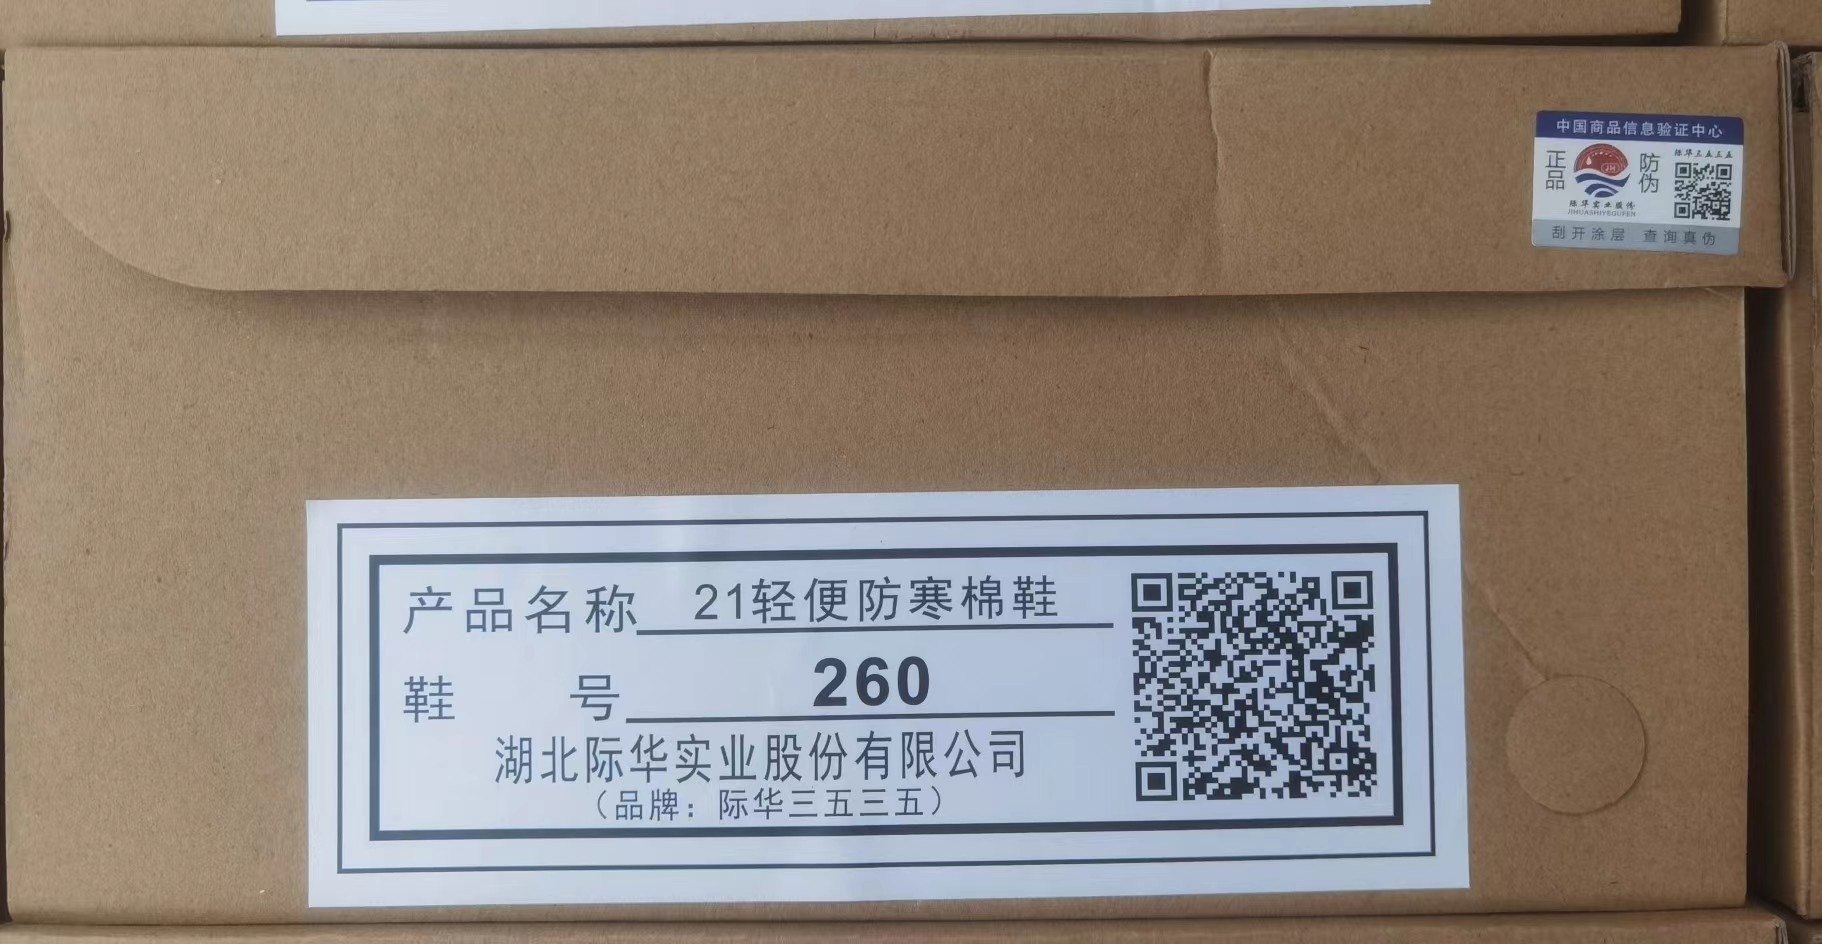 中国商品信息验证中心
正品
防伪
际华三五三五
际华实业股份
JIHUASHIYEGUFEN
刮开涂层 查询真伪
产品名称 21轻便防寒棉鞋
鞋 号 260
湖北际华实业股份有限公司
（品牌：际华三五三五）